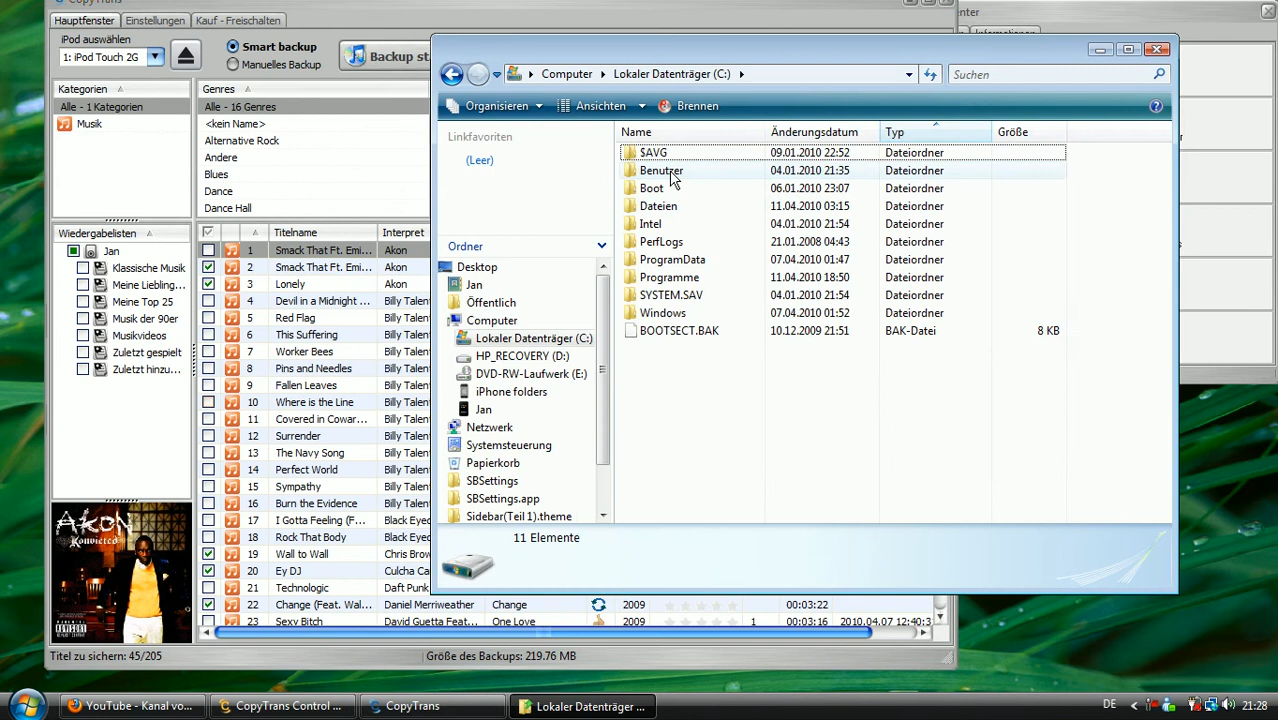 CopyTrans
Hauptfenster Einstellungen Kauf - Freischalten
iPod auswählen
1: iPod Touch 2G
Smart backup
Manuelles Backup
Backup st
Kategorien
Alle - 1 Kategorien
Musik
Genres
Alle - 16 Genres
<kein Name>
Alternative Rock
Andere
Blues
Dance
Dance Hall
Wiedergabelisten
Jan
Klassische Musik
Meine Liebling...
Meine Top 25
Musik der 90er
Musikvideos
Zuletzt gespielt
Zuletzt hinzu...
Titelname Interpret
1 Smack That Ft. Emi... Akon
2 Smack That Ft. Emi... Akon
3 Lonely Akon
4 Devil in a Midnight ... Billy Talent
5 Red Flag Billy Talent
6 This Suffering Billy Talent
7 Worker Bees Billy Talent
8 Pins and Needles Billy Talent
9 Fallen Leaves Billy Talent
10 Where is the Line Billy Talent
11 Covered in Cowar... Billy Talent
12 Surrender Billy Talent
13 The Navy Song Billy Talent
14 Perfect World Billy Talent
15 Sympathy Billy Talent
16 Burn the Evidence Billy Talent
17 I Gotta Feeling (F... Black Eyed
18 Rock That Body Black Eyed
19 Wall to Wall Chris Brow
20 Ey DJ Culcha Ca
21 Technologic Daft Punk
22 Change (Feat. Wal... Daniel Merriweather Change 2009 00:03:22
23 Sexy Bitch David Guetta Feat... One Love 2009 1 00:03:16 2010.04.07 12:40:3
AKON
Konvicted
PARENTAL
ADVISORY
Titel zu sichern: 45/205 Größe des Backups: 219.76 MB
Computer Lokaler Datenträger (C:)
Suchen
Organisieren Ansichten Brennen
Linkfavoriten
(Leer)
Ordner
Desktop
Jan
Öffentlich
Computer
Lokaler Datenträger (C:)
HP_RECOVERY (D:)
DVD-RW-Laufwerk (E:)
iPhone folders
Jan
Netzwerk
Systemsteuerung
Papierkorb
SBSettings
SBSettings.app
Sidebar(Teil 1).theme
Name Änderungsdatum Typ Größe
$AVG 09.01.2010 22:52 Dateiordner
Benutzer 04.01.2010 21:35 Dateiordner
Boot 06.01.2010 23:07 Dateiordner
Dateien 11.04.2010 03:15 Dateiordner
Intel 04.01.2010 21:54 Dateiordner
PerfLogs 21.01.2008 04:43 Dateiordner
ProgramData 07.04.2010 01:47 Dateiordner
Programme 11.04.2010 18:50 Dateiordner
SYSTEM.SAV 04.01.2010 21:54 Dateiordner
Windows 07.04.2010 01:52 Dateiordner
BOOTSECT.BAK 10.12.2009 21:51 BAK-Datei 8 KB
11 Elemente
YouTube - Kanal vo...
CopyTrans Control ...
CopyTrans
Lokaler Datenträger ...
DE
21:28